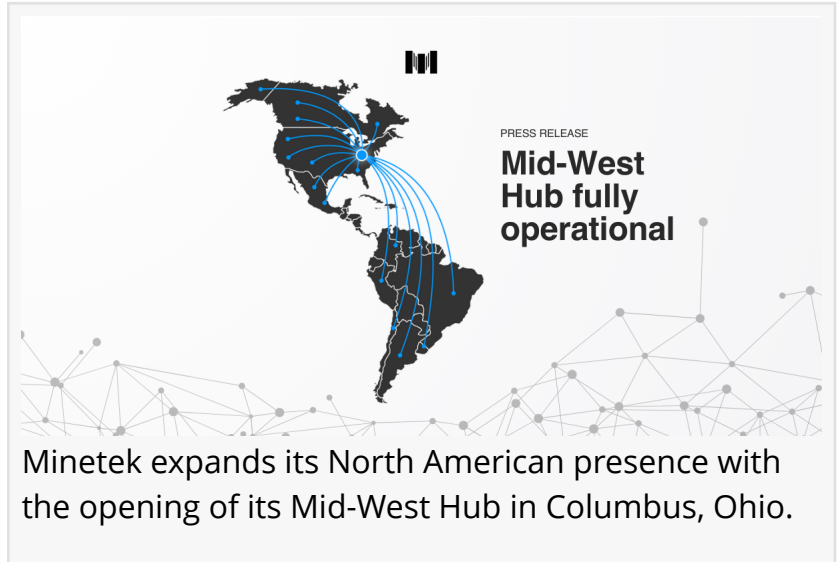 PRESS RELEASE
Mid-West
Hub fully
operational
Minetek expands its North American presence with
the opening of its Mid-West Hub in Columbus, Ohio.